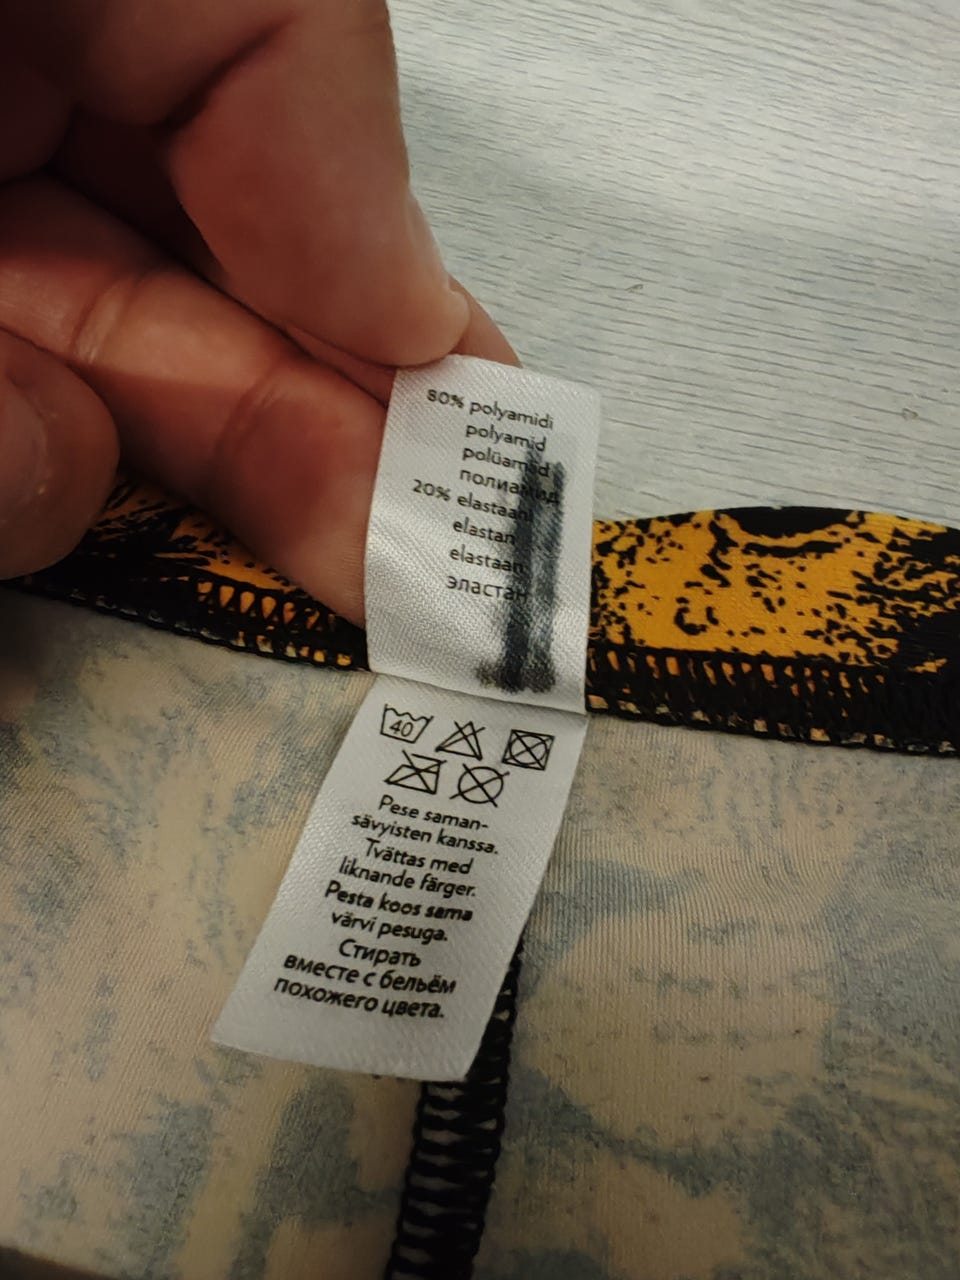 80% polyamidi
polyamid
polüamiid
полиамид
20% elastaani
elastan
elastaan
эластан
40
Pese saman-
sävyisten kanssa.
Tvättas med
liknande färger.
Pesta koos sama
värvi pesuga.
Стирать
вместе с бельём
похожего цвета.